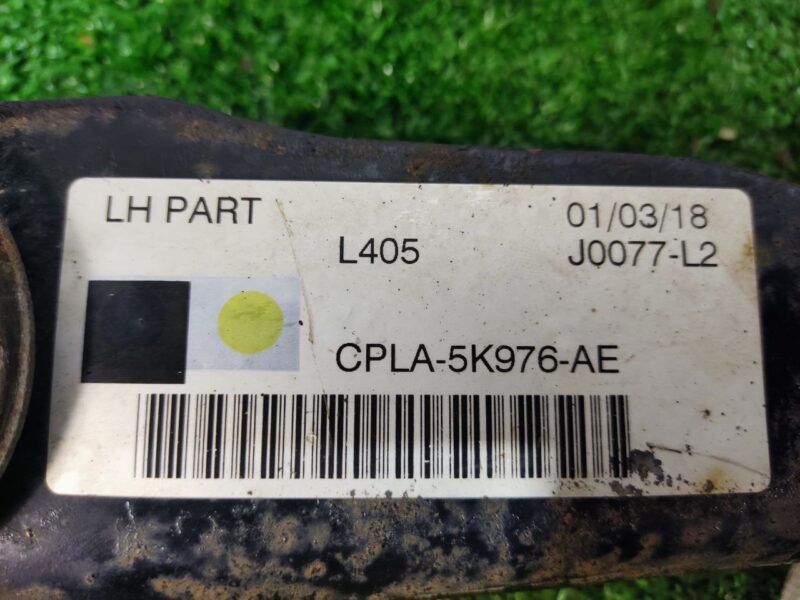 LH PART 01/03/18
L405 J0077-L2
CPLA-5K976-AE